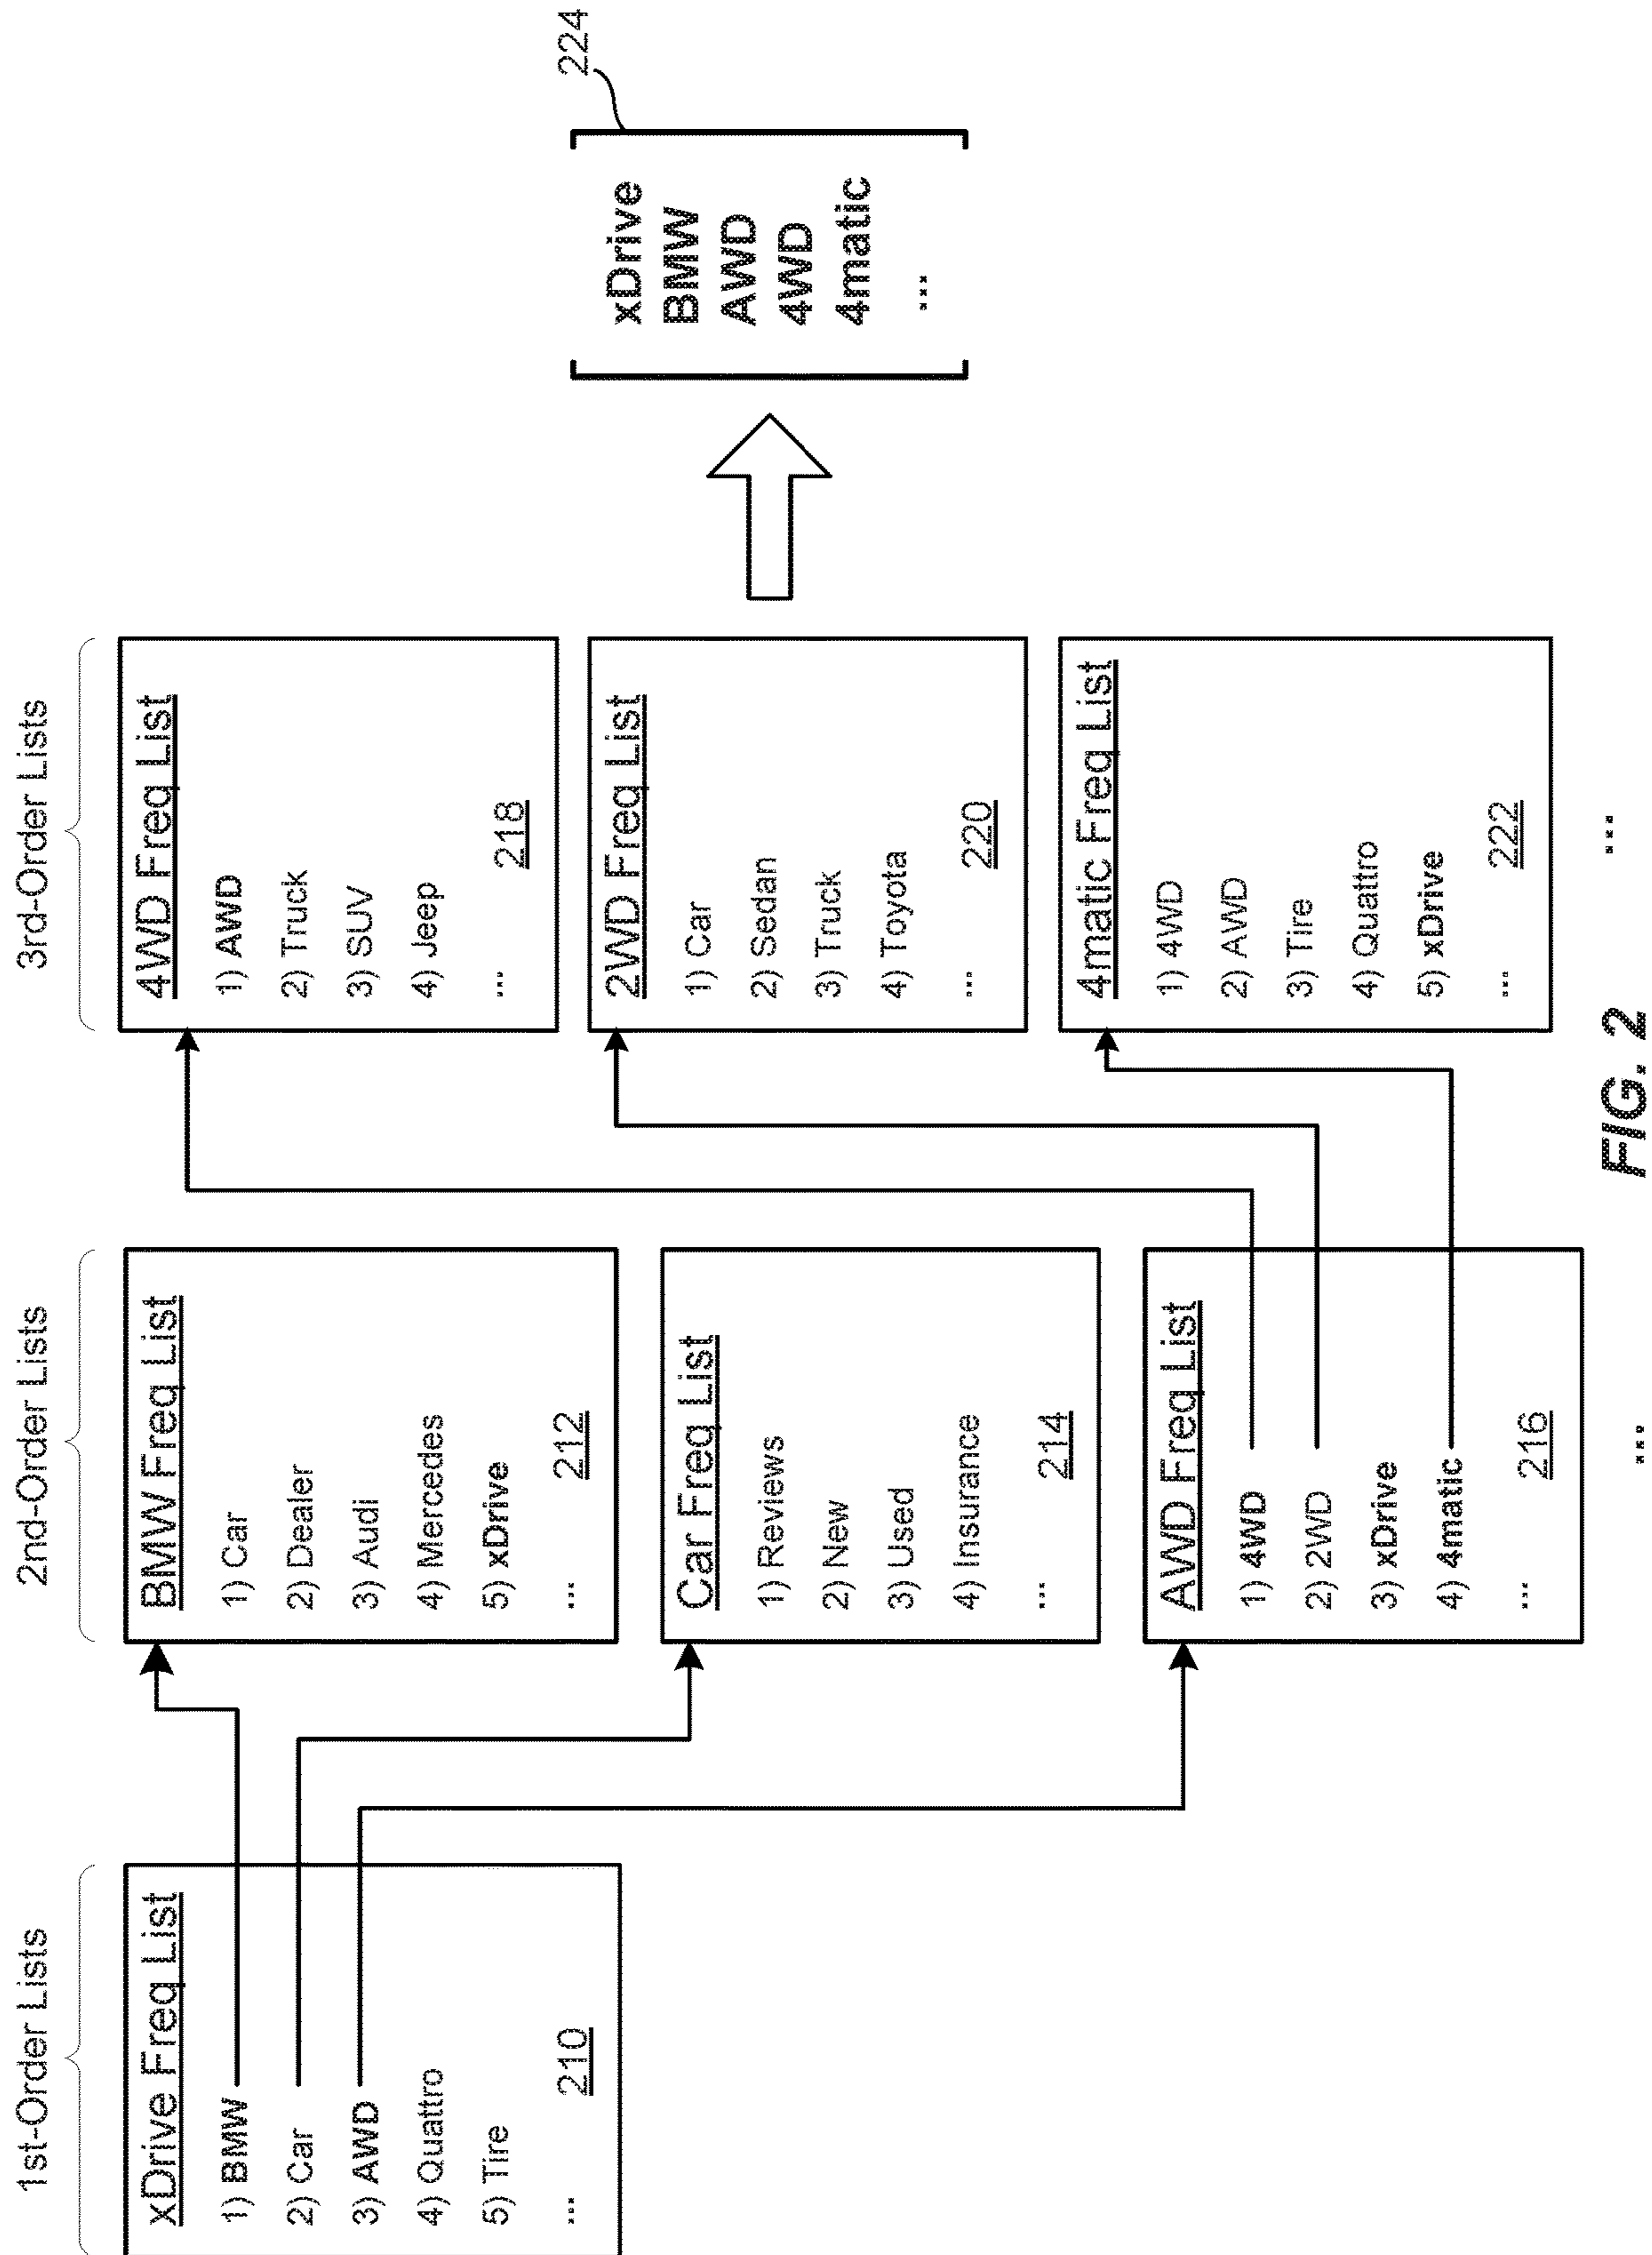 1st-Order Lists
xDrive Freq List
1) BMW
2) Car
3) AWD
4) Quattro
5) Tire
...
210
2nd-Order Lists
BMW Freq List
1) Car
2) Dealer
3) Audi
4) Mercedes
5) xDrive
...
212
Car Freq List
1) Reviews
2) New
3) Used
4) Insurance
...
214
AWD Freq List
1) 4WD
2) 2WD
3) xDrive
4) 4matic
...
216
...
3rd-Order Lists
4WD Freq List
1) AWD
2) Truck
3) SUV
4) Jeep
...
218
2WD Freq List
1) Car
2) Sedan
3) Truck
4) Toyota
...
220
4matic Freq List
1) 4WD
2) AWD
3) Tire
4) Quattro
5) xDrive
...
222
...
xDrive
BMW
AWD
4WD
4matic
...
224
FIG. 2